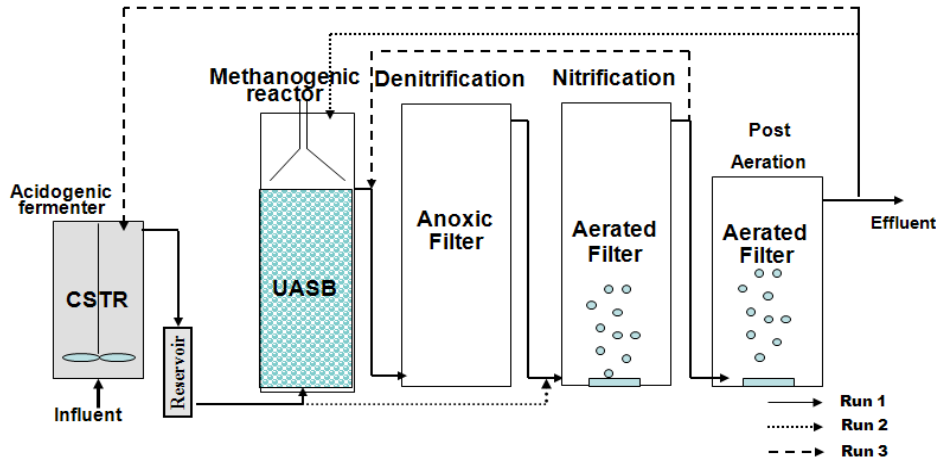 Methanogenic
reactor
Denitrification
Nitrification
Post
Aeration
Acidogenic
fermenter
Anoxic
Filter
Aerated
Filter
Aerated
Filter
Effluent
CSTR
UASB
Reservoir
Influent
Run 1
Run 2
Run 3